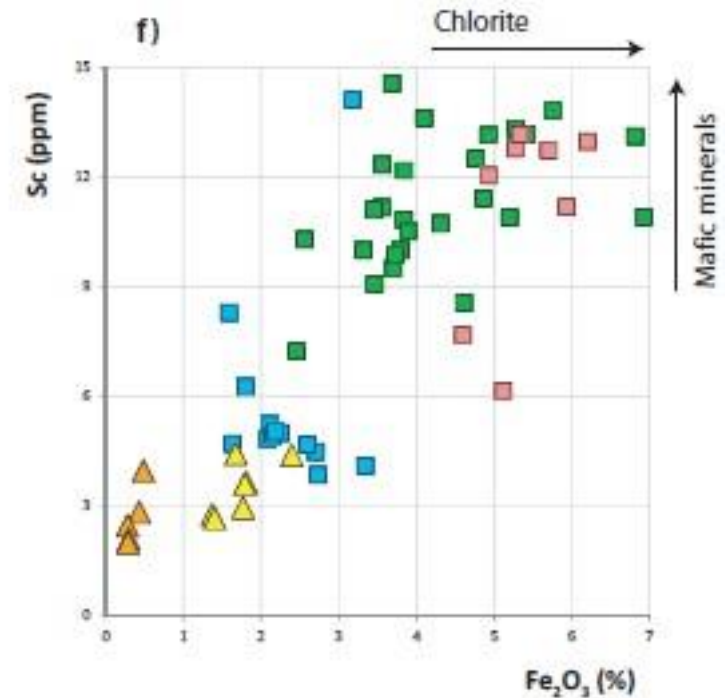 f)
Chlorite
15
12
9
6
3
0
Sc (ppm)
Mafic minerals
0 1 2 3 4 5 6 7
Fe₂O₃ (%)